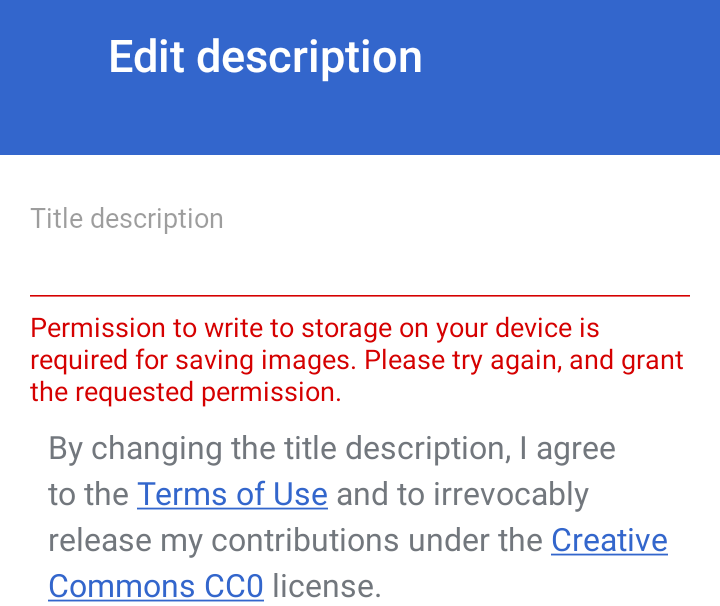 Edit description
Title description
Permission to write to storage on your device is
required for saving images. Please try again, and grant
the requested permission.
By changing the title description, I agree
to the Terms of Use and to irrevocably
release my contributions under the Creative
Commons CC0 license.